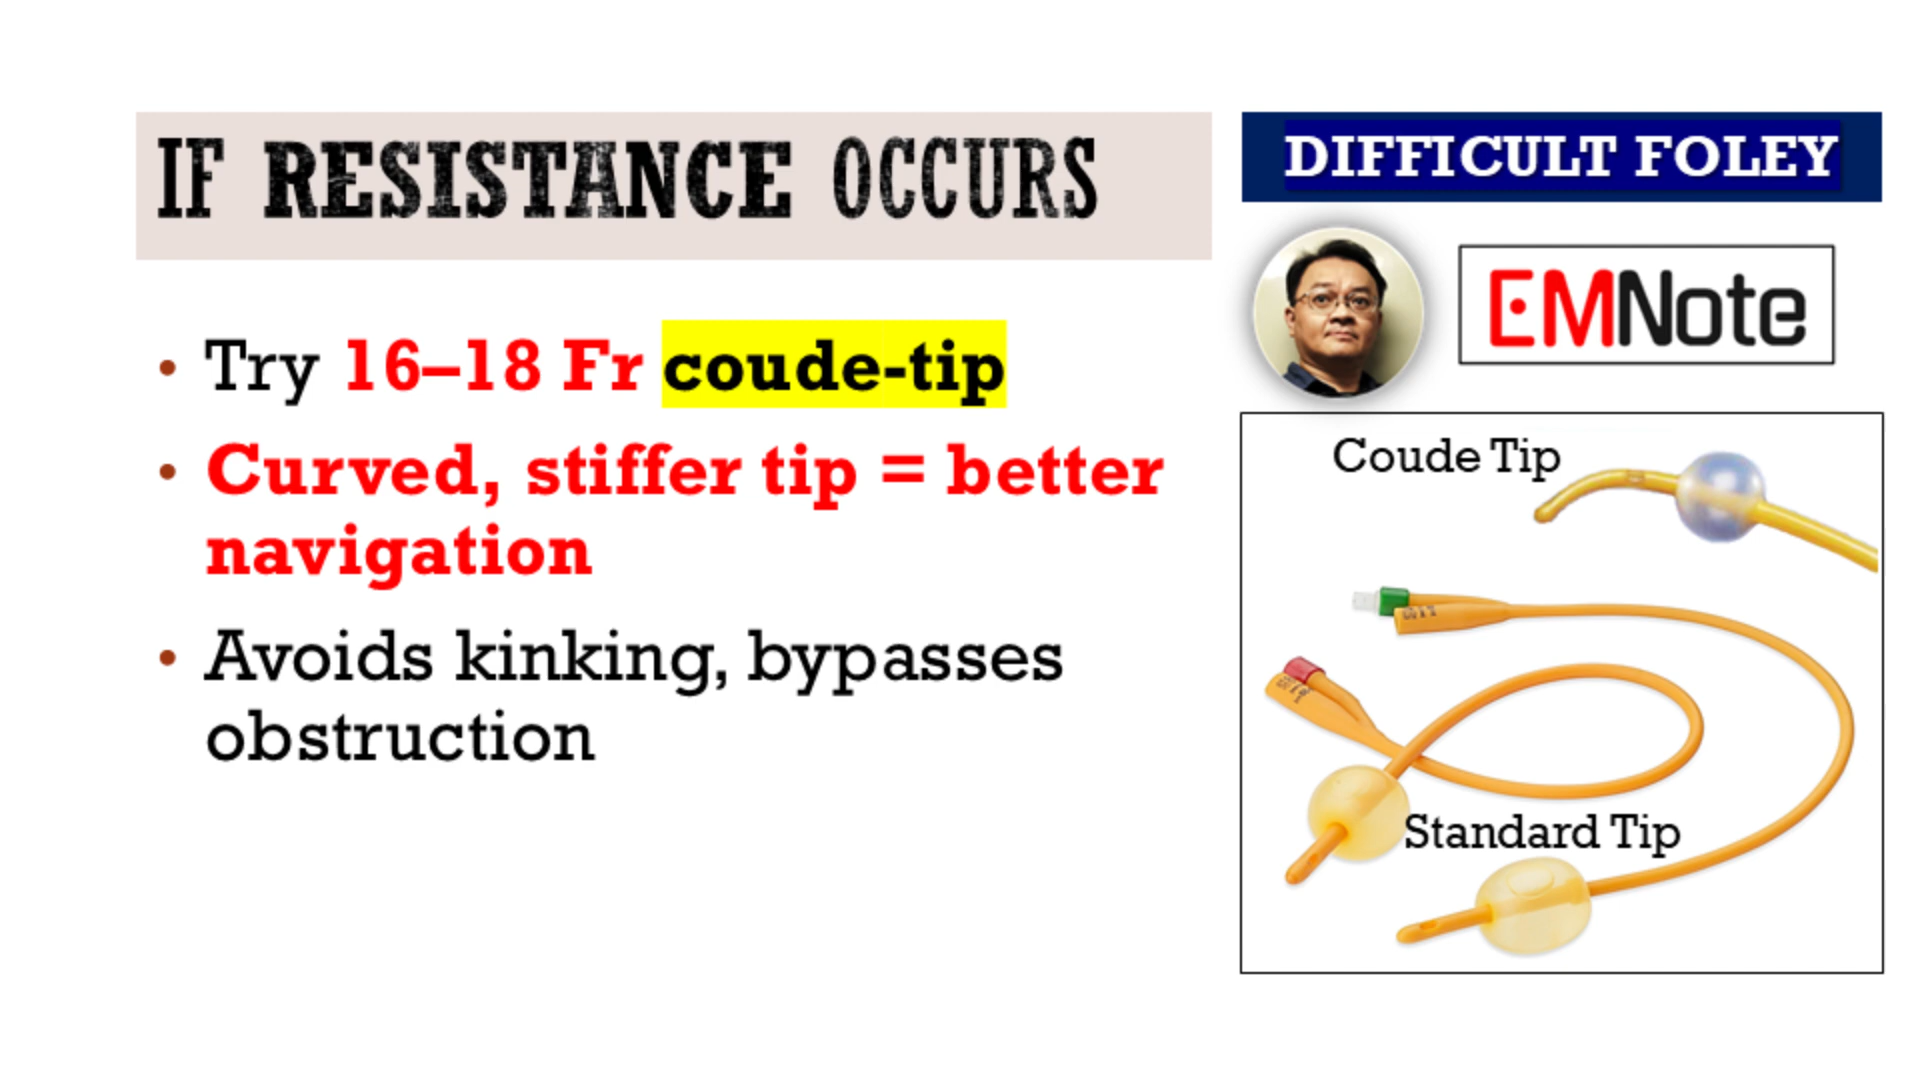 IF RESISTANCE OCCURS
DIFFICULT FOLEY
EMNote
• Try 16–18 Fr coude-tip
• Curved, stiffer tip = better
navigation
• Avoids kinking, bypasses
obstruction
Coude Tip
Standard Tip